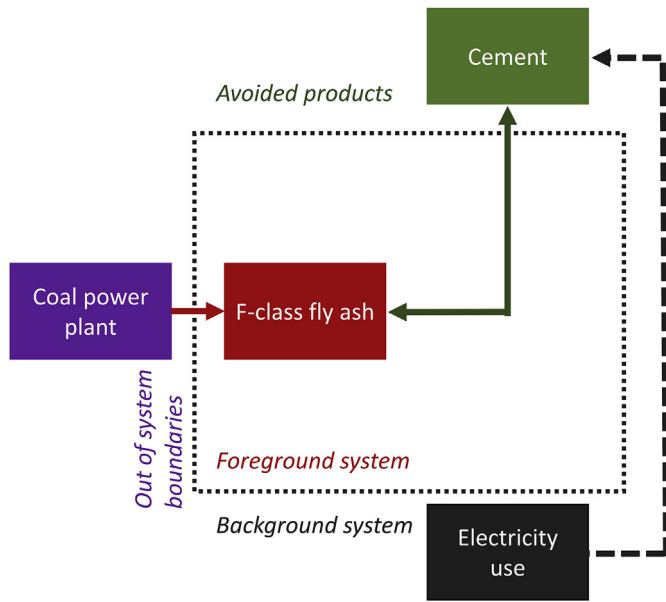 Cement
Avoided products
Coal power
plant
F-class fly ash
Out of system
boundaries
Foreground system
Background system
Electricity
use